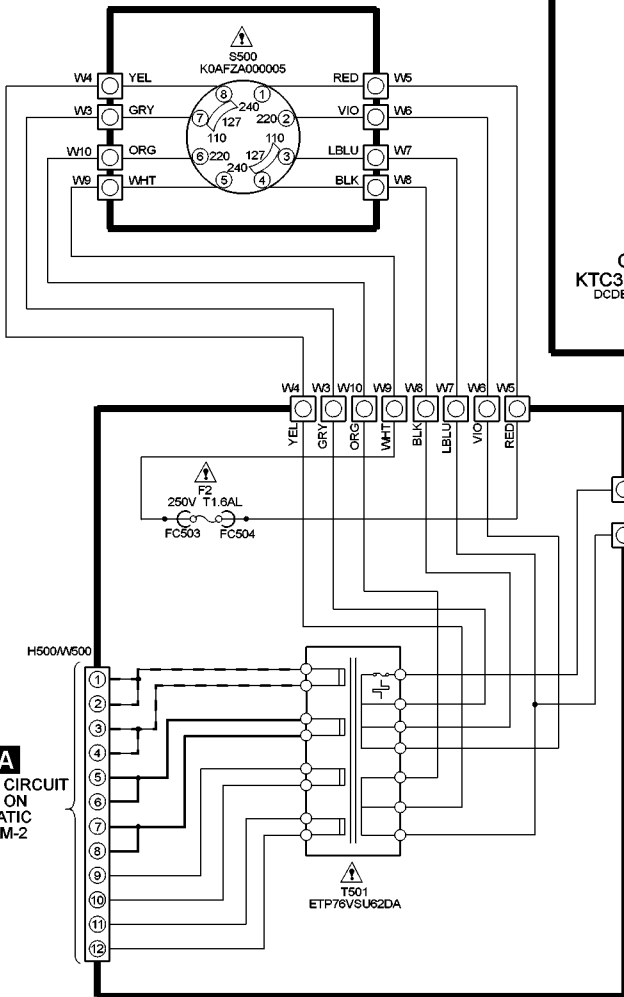 S500
K0AFZA000005
W4 YEL RED W5
8 1
240
W3 GRY 7 127 220 2 VIO W6
110 110
W10 ORG 6 220 127 3 LBLU W7
240
W9 WHT 5 4 BLK W8
KTC3
DCDE
W4 W3 W10 W9 W8 W7 W6 W5
YEL GRY ORG WHT BLK LBLU VIO RED
F2
250V T1.6AL
FC503 FC504
H500/W500
1
2
3
4
5
6
7
8
9
10
11
12
A
CIRCUIT
ON
ATIC
M-2
T501
ETP76VSU62DA